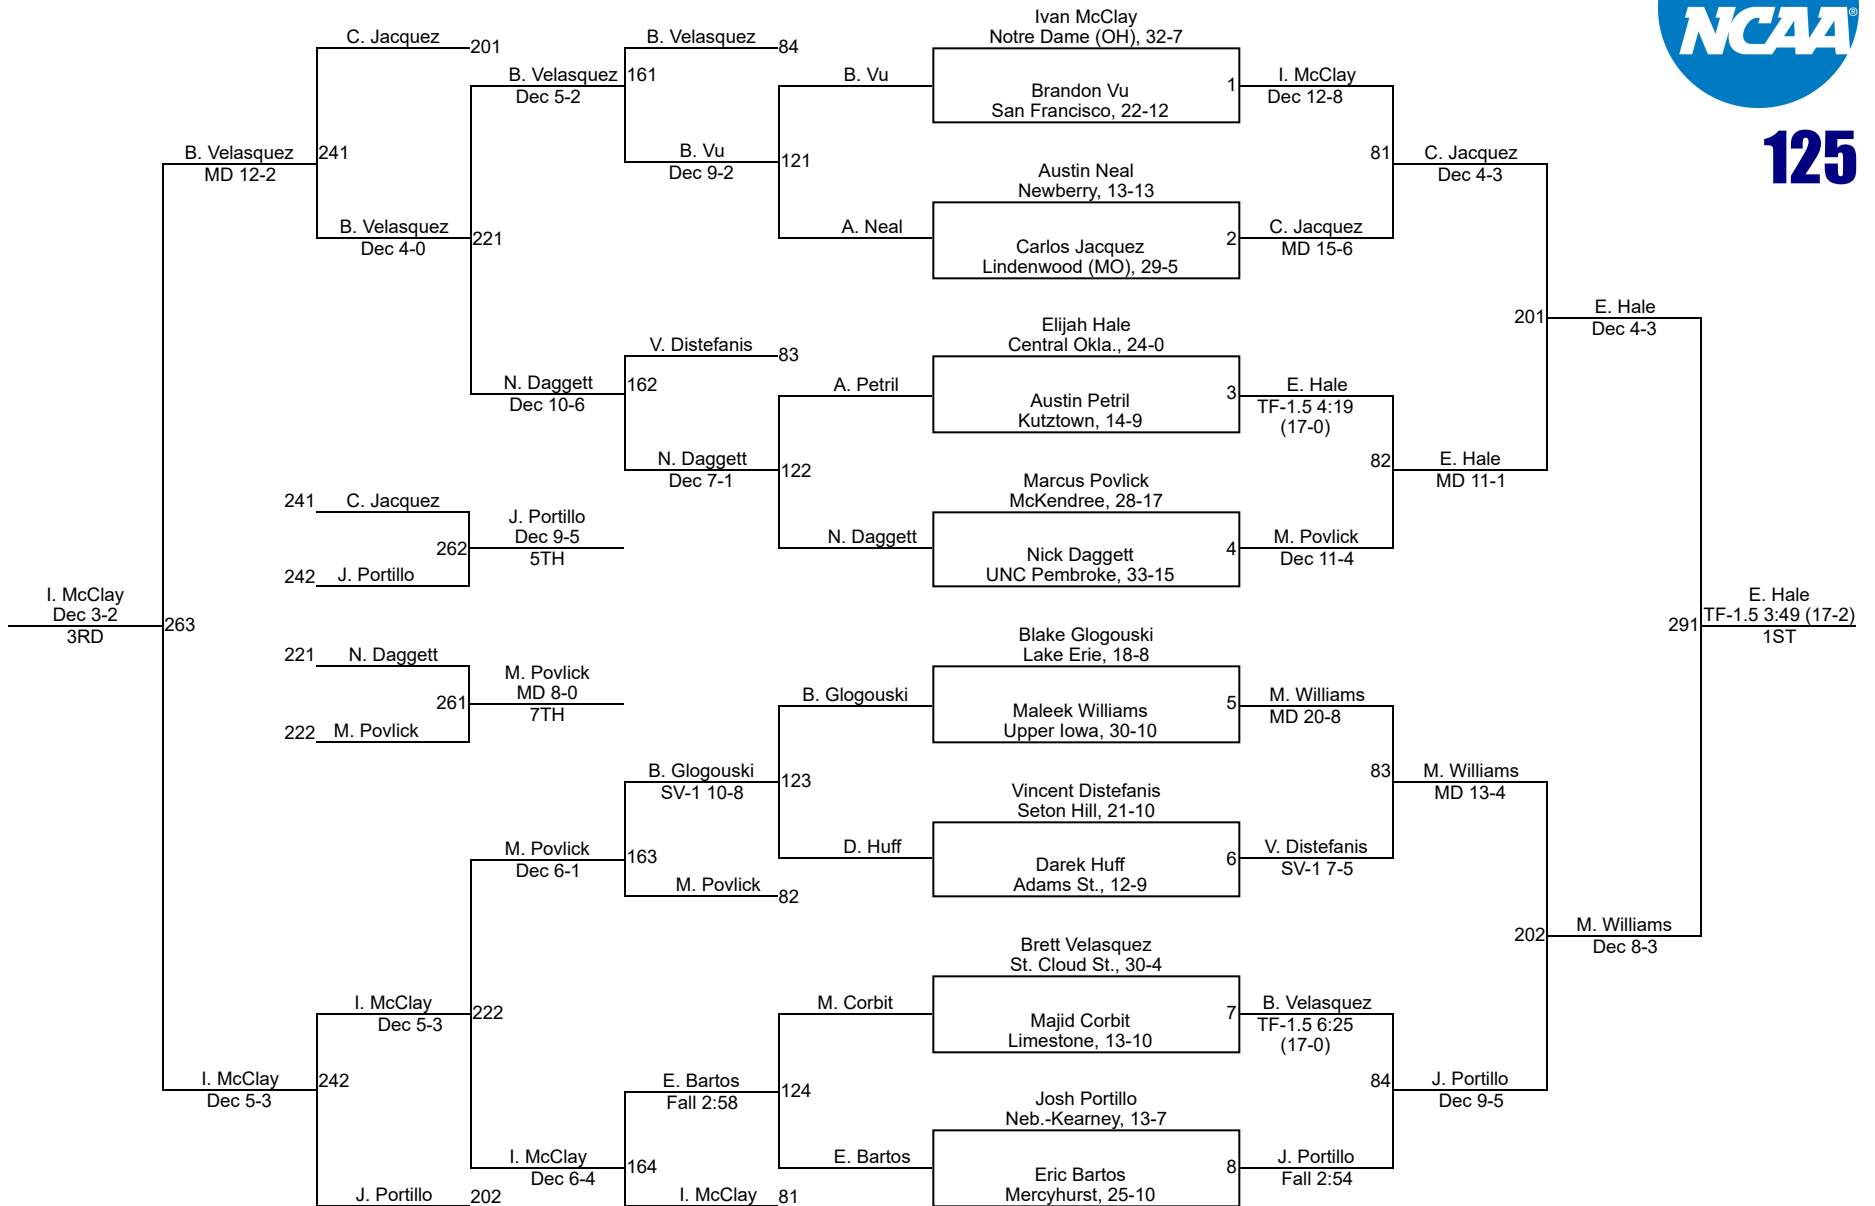 NCAA®
125
Ivan McClay
Notre Dame (OH), 32-7
Brandon Vu
San Francisco, 22-12
1
Austin Neal
Newberry, 13-13
Carlos Jacquez
Lindenwood (MO), 29-5
2
Elijah Hale
Central Okla., 24-0
Austin Petril
Kutztown, 14-9
3
Marcus Povlick
McKendree, 28-17
Nick Daggett
UNC Pembroke, 33-15
4
Blake Glogouski
Lake Erie, 18-8
Maleek Williams
Upper Iowa, 30-10
5
Vincent Distefanis
Seton Hill, 21-10
Darek Huff
Adams St., 12-9
6
Brett Velasquez
St. Cloud St., 30-4
Majid Corbit
Limestone, 13-10
7
Josh Portillo
Neb.-Kearney, 13-7
Eric Bartos
Mercyhurst, 25-10
8
I. McClay
Dec 12-8
81
C. Jacquez
MD 15-6
E. Hale
TF-1.5 4:19
(17-0)
82
M. Povlick
Dec 11-4
M. Williams
MD 20-8
83
V. Distefanis
SV-1 7-5
B. Velasquez
TF-1.5 6:25
(17-0)
84
J. Portillo
Fall 2:54
C. Jacquez
Dec 4-3
201
E. Hale
MD 11-1
M. Williams
MD 13-4
202
J. Portillo
Dec 9-5
E. Hale
Dec 4-3
291
M. Williams
Dec 8-3
E. Hale
TF-1.5 3:49 (17-2)
1ST
B. Vu
121
A. Neal
A. Petril
122
N. Daggett
B. Glogouski
123
D. Huff
M. Corbit
124
E. Bartos
B. Velasquez
84
161
B. Vu
Dec 9-2
V. Distefanis
83
162
N. Daggett
Dec 7-1
B. Glogouski
SV-1 10-8
163
M. Povlick
82
E. Bartos
Fall 2:58
164
I. McClay
81
B. Velasquez
Dec 5-2
221
N. Daggett
Dec 10-6
M. Povlick
Dec 6-1
222
I. McClay
Dec 6-4
C. Jacquez
201
241
B. Velasquez
Dec 4-0
I. McClay
Dec 5-3
242
J. Portillo
202
B. Velasquez
MD 12-2
263
I. McClay
Dec 5-3
I. McClay
Dec 3-2
3RD
241
C. Jacquez
262
242
J. Portillo
J. Portillo
Dec 9-5
5TH
221
N. Daggett
261
222
M. Povlick
M. Povlick
MD 8-0
7TH